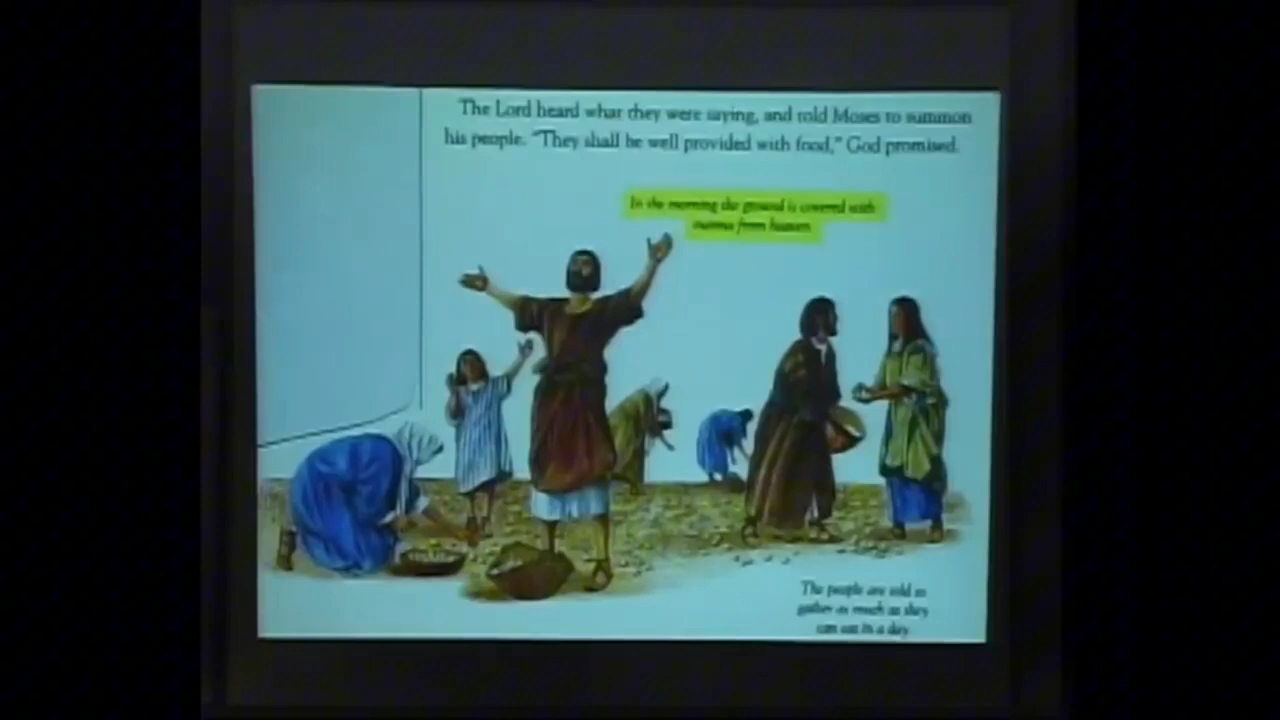 The Lord heard what they were saying, and told Moses to summon
his people. “They shall be well provided with food,” God promised.
In the morning the ground is covered with
manna from heaven.
The people are told to
gather as much as they
can eat in a day.